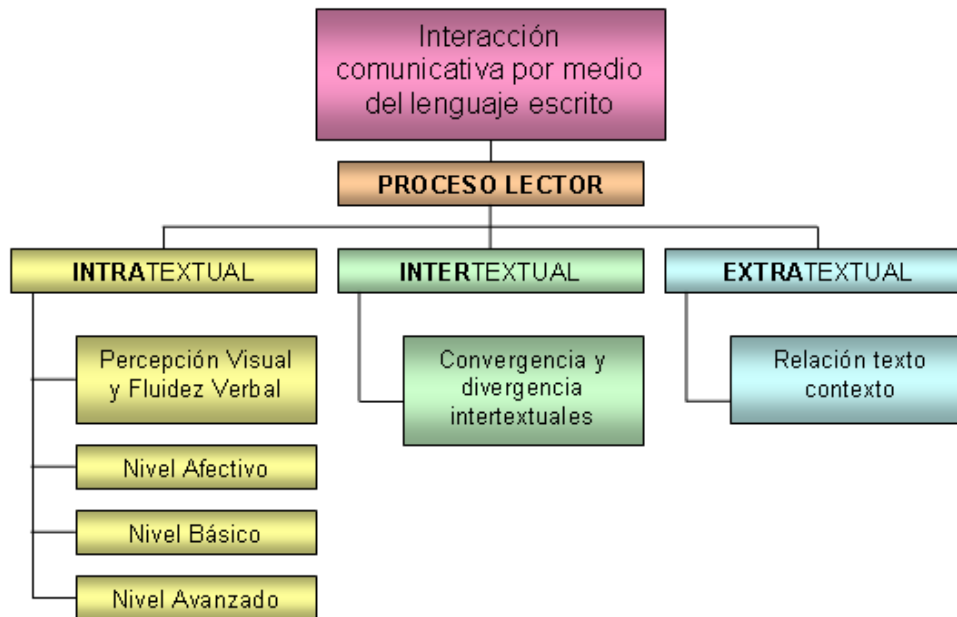 Interacción
comunicativa por medio
del lenguaje escrito
PROCESO LECTOR
INTRATEXTUAL
Percepción Visual
y Fluidez Verbal
Nivel Afectivo
Nivel Básico
Nivel Avanzado
INTERTEXTUAL
Convergencia y
divergencia
intertextuales
EXTRATEXTUAL
Relación texto
contexto